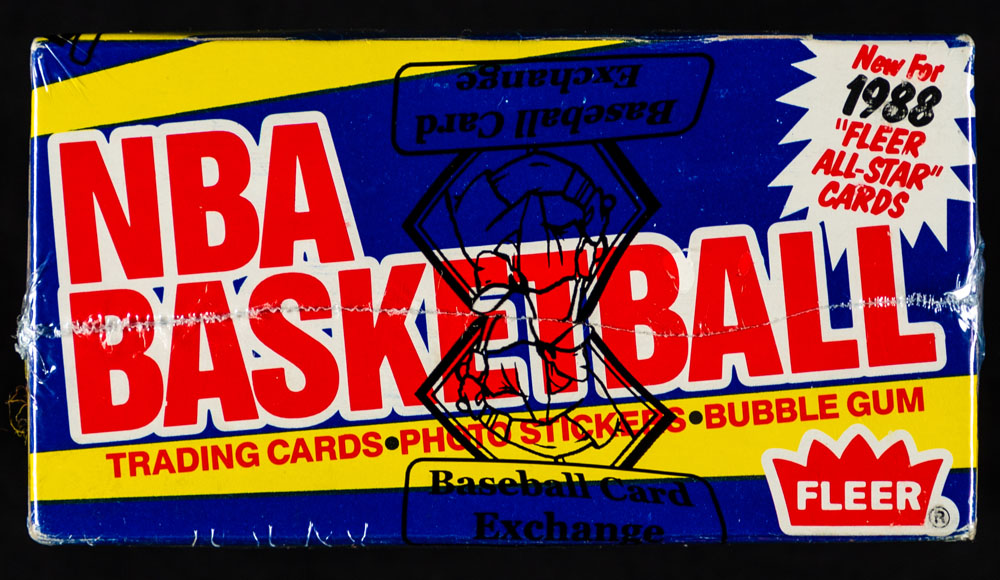 New For
1988
"FLEER
ALL-STAR"
CARDS
Baseball Card
Exchange
NBA
BASKETBALL
TRADING CARDS•PHOTO STICKERS•BUBBLE GUM
FLEER®
Baseball Card
Exchange